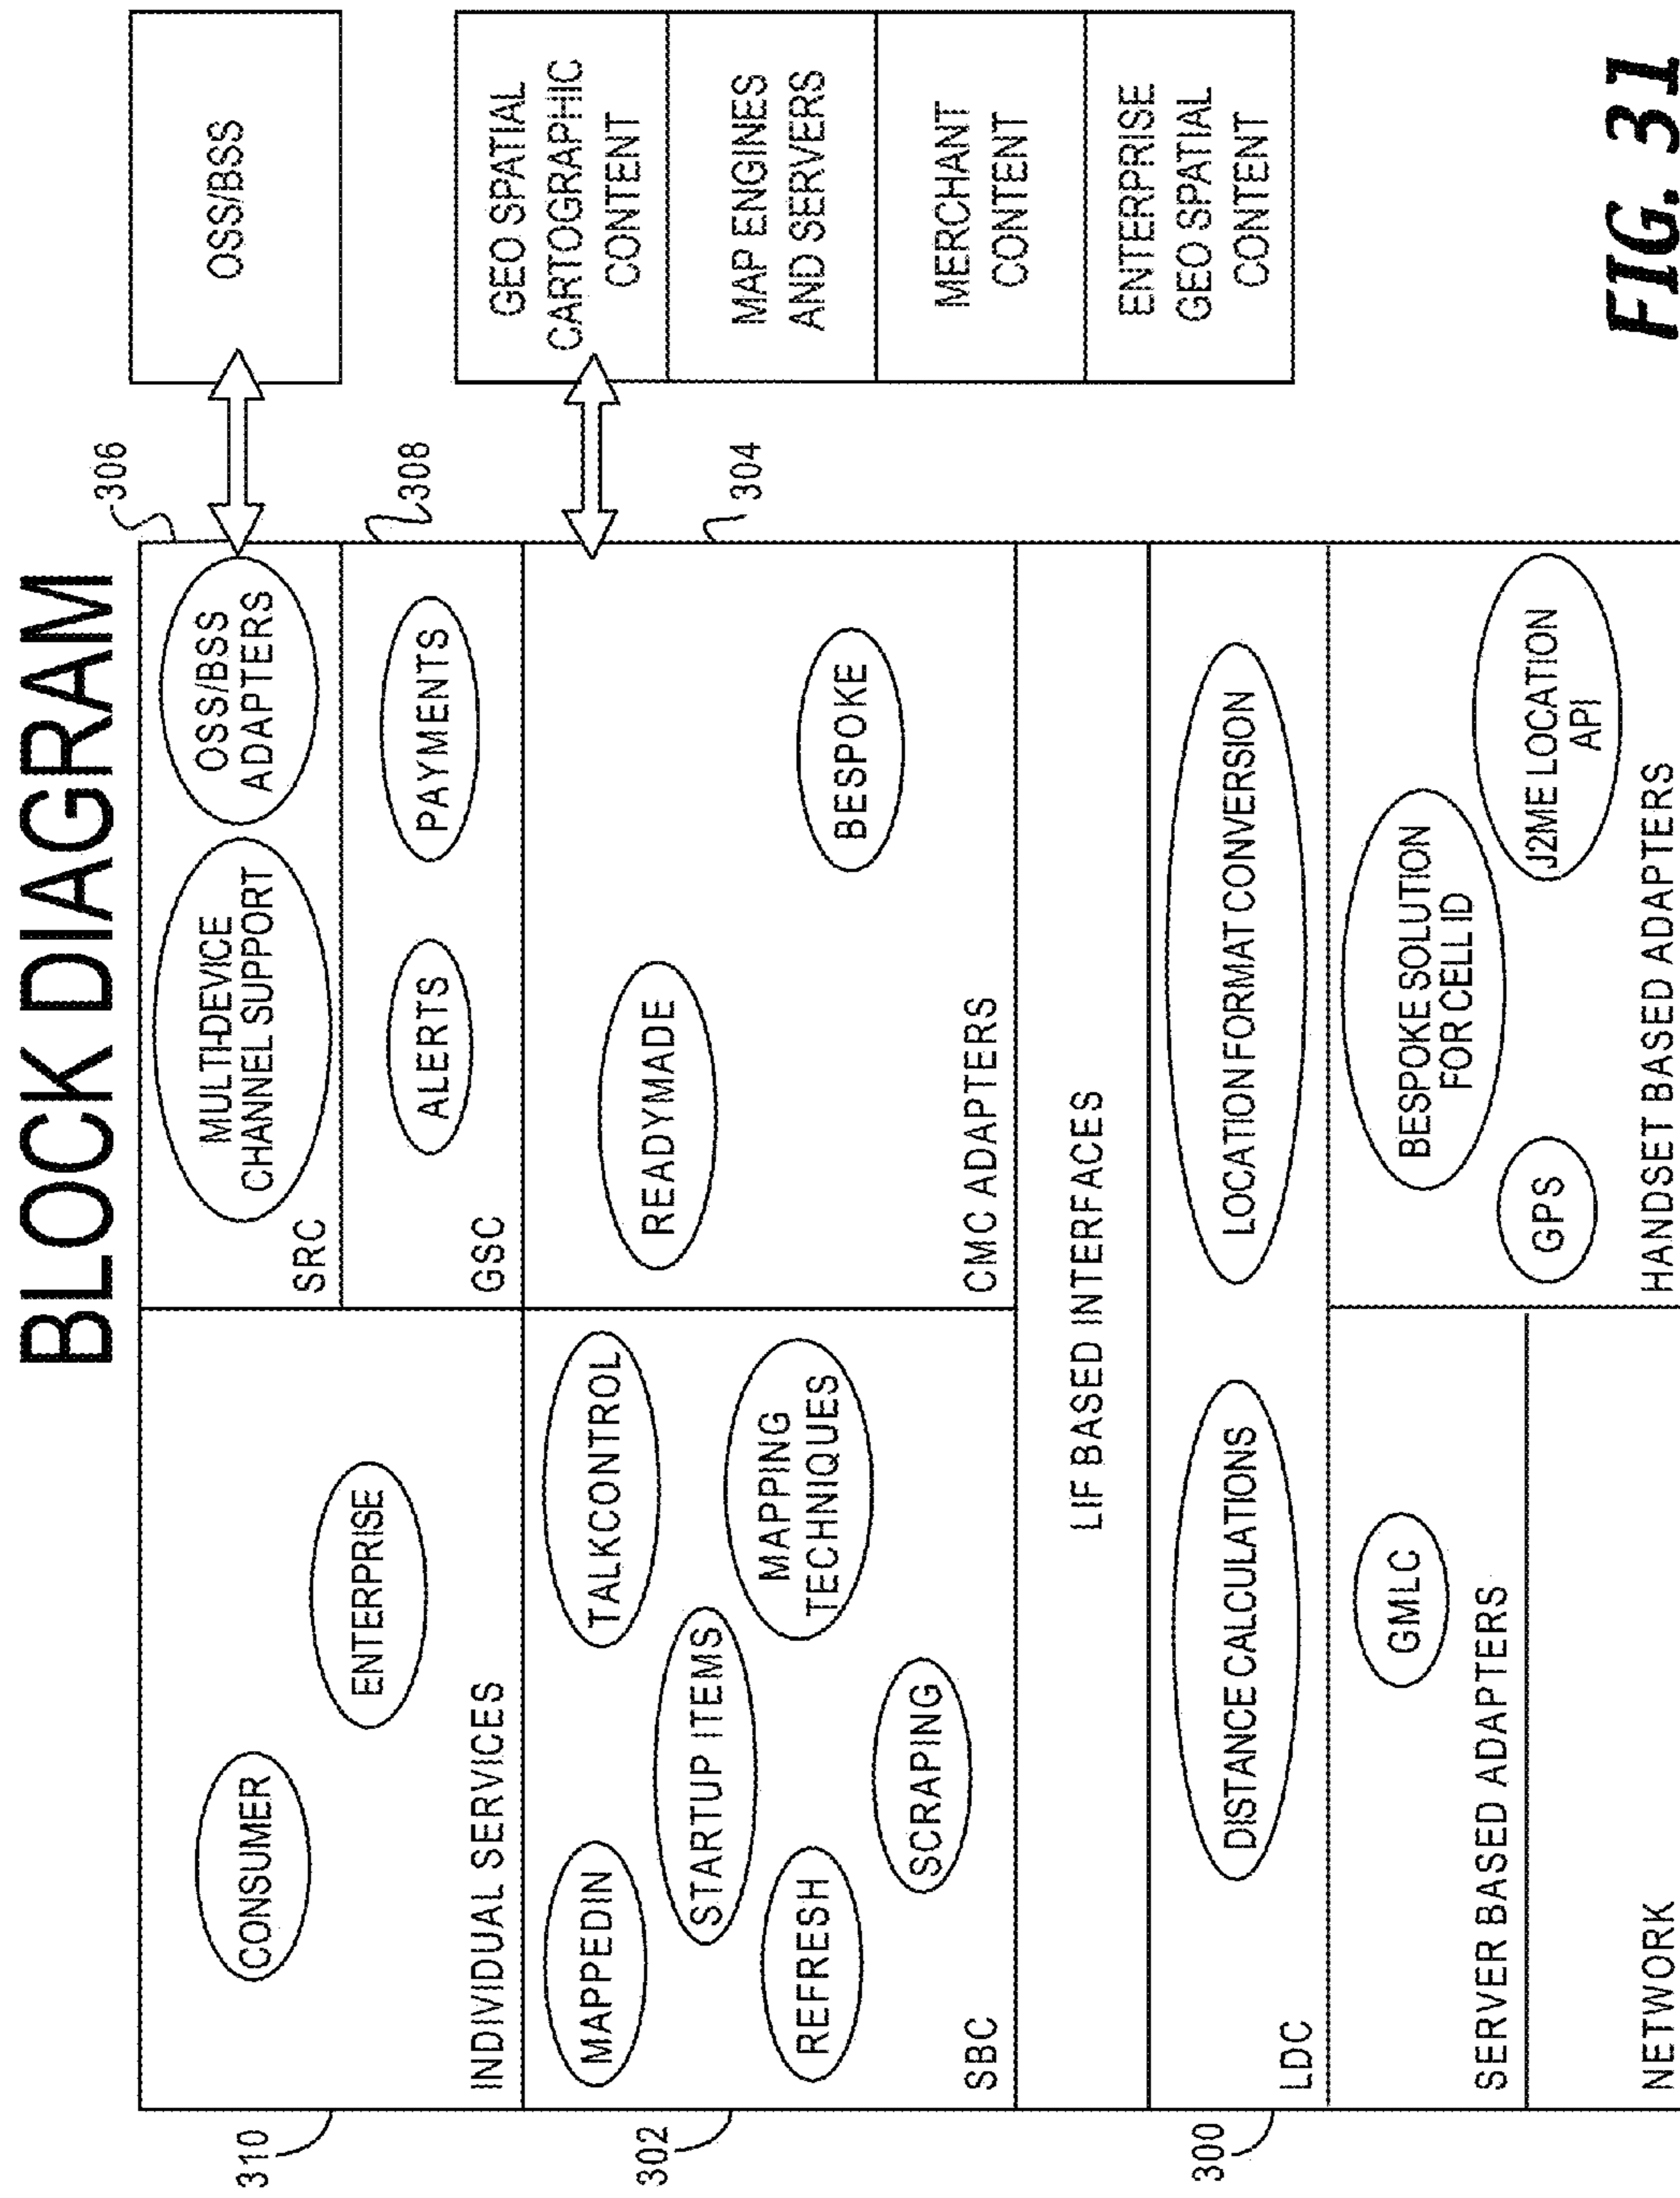 BLOCK DIAGRAM
310
CONSUMER
ENTERPRISE
INDIVIDUAL SERVICES
MULTI-DEVICE
CHANNEL SUPPORT
OSS/BSS
ADAPTERS
SRC
306
OSS/BSS
ALERTS
PAYMENTS
GSC
308
302
MAPPEDIN
TALKCONTROL
STARTUP ITEMS
REFRESH
MAPPING
TECHNIQUES
SCRAPING
SBC
READYMADE
BESPOKE
CMC ADAPTERS
304
GEO SPATIAL
CARTOGRAPHIC
CONTENT
MAP ENGINES
AND SERVERS
MERCHANT
CONTENT
ENTERPRISE
GEO SPATIAL
CONTENT
LIF BASED INTERFACES
300
DISTANCE CALCULATIONS
LOCATION FORMAT CONVERSION
LDC
GMLC
SERVER BASED ADAPTERS
NETWORK
BESPOKE SOLUTION
FOR CELL ID
GPS
J2ME LOCATION
API
HANDSET BASED ADAPTERS
FIG. 31